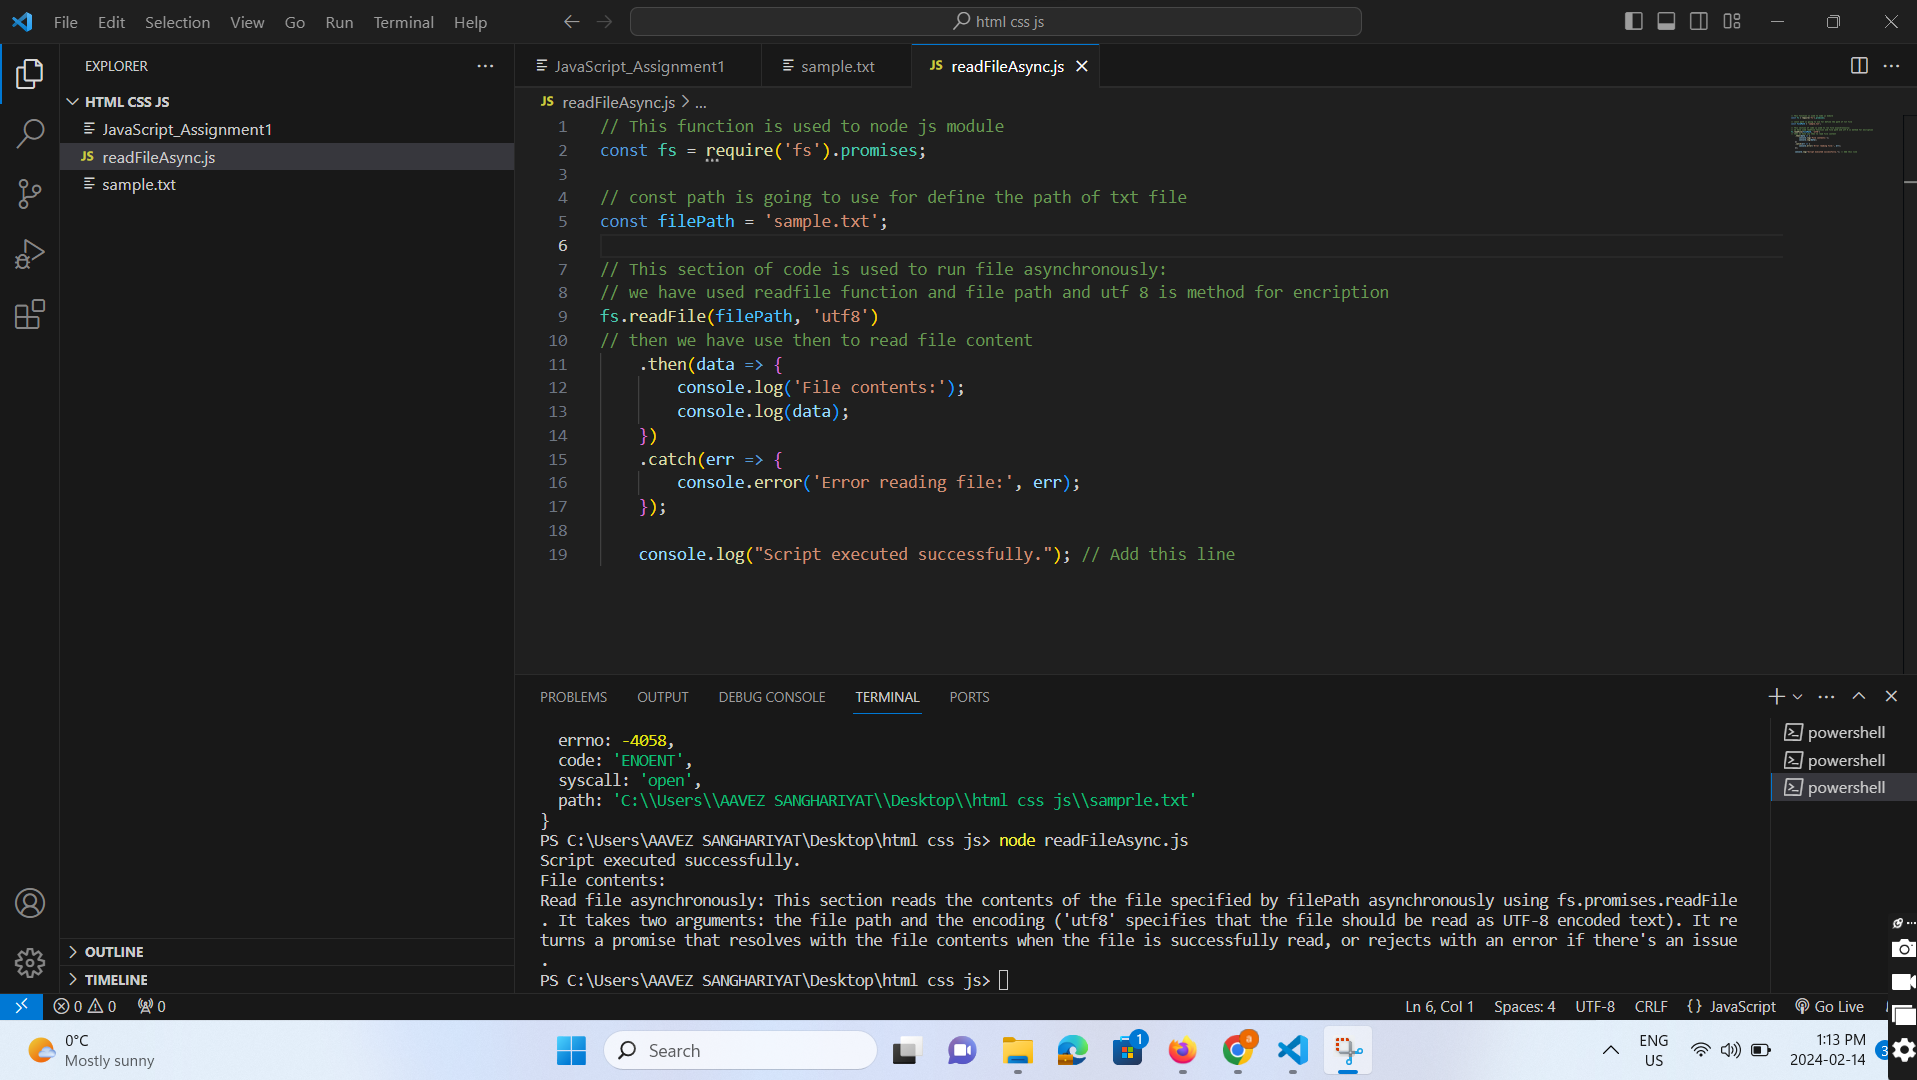 File Edit Selection View Go Run Terminal Help
html css js
EXPLORER
HTML CSS JS
JavaScript_Assignment1
JS readFileAsync.js
sample.txt
OUTLINE
TIMELINE
JavaScript_Assignment1
sample.txt
JS readFileAsync.js
JS readFileAsync.js > ...
1 // This function is used to node js module
2 const fs = require('fs').promises;
3
4 // const path is going to use for define the path of txt file
5 const filePath = 'sample.txt';
6
7 // This section of code is used to run file asynchronously:
8 // we have used readfile function and file path and utf 8 is method for encription
9 fs.readFile(filePath, 'utf8')
10 // then we have use then to read file content
11 .then(data => {
12 console.log('File contents:');
13 console.log(data);
14 })
15 .catch(err => {
16 console.error('Error reading file:', err);
17 });
18
19 console.log("Script executed successfully."); // Add this line
PROBLEMS OUTPUT DEBUG CONSOLE TERMINAL PORTS
errno: -4058,
code: 'ENOENT',
syscall: 'open',
path: 'C:\\Users\\AAVEZ SANGHARIYAT\\Desktop\\html css js\\samprle.txt'
}
PS C:\Users\AAVEZ SANGHARIYAT\Desktop\html css js> node readFileAsync.js
Script executed successfully.
File contents:
Read file asynchronously: This section reads the contents of the file specified by filePath asynchronously using fs.promises.readFile
. It takes two arguments: the file path and the encoding ('utf8' specifies that the file should be read as UTF-8 encoded text). It re
turns a promise that resolves with the file contents when the file is successfully read, or rejects with an error if there's an issue
.
PS C:\Users\AAVEZ SANGHARIYAT\Desktop\html css js>
powershell
powershell
powershell
0 0 0
Ln 6, Col 1 Spaces: 4 UTF-8 CRLF {} JavaScript Go Live
0°C
Mostly sunny
Search
1
a
ENG
US
1:13 PM
2024-02-14
3